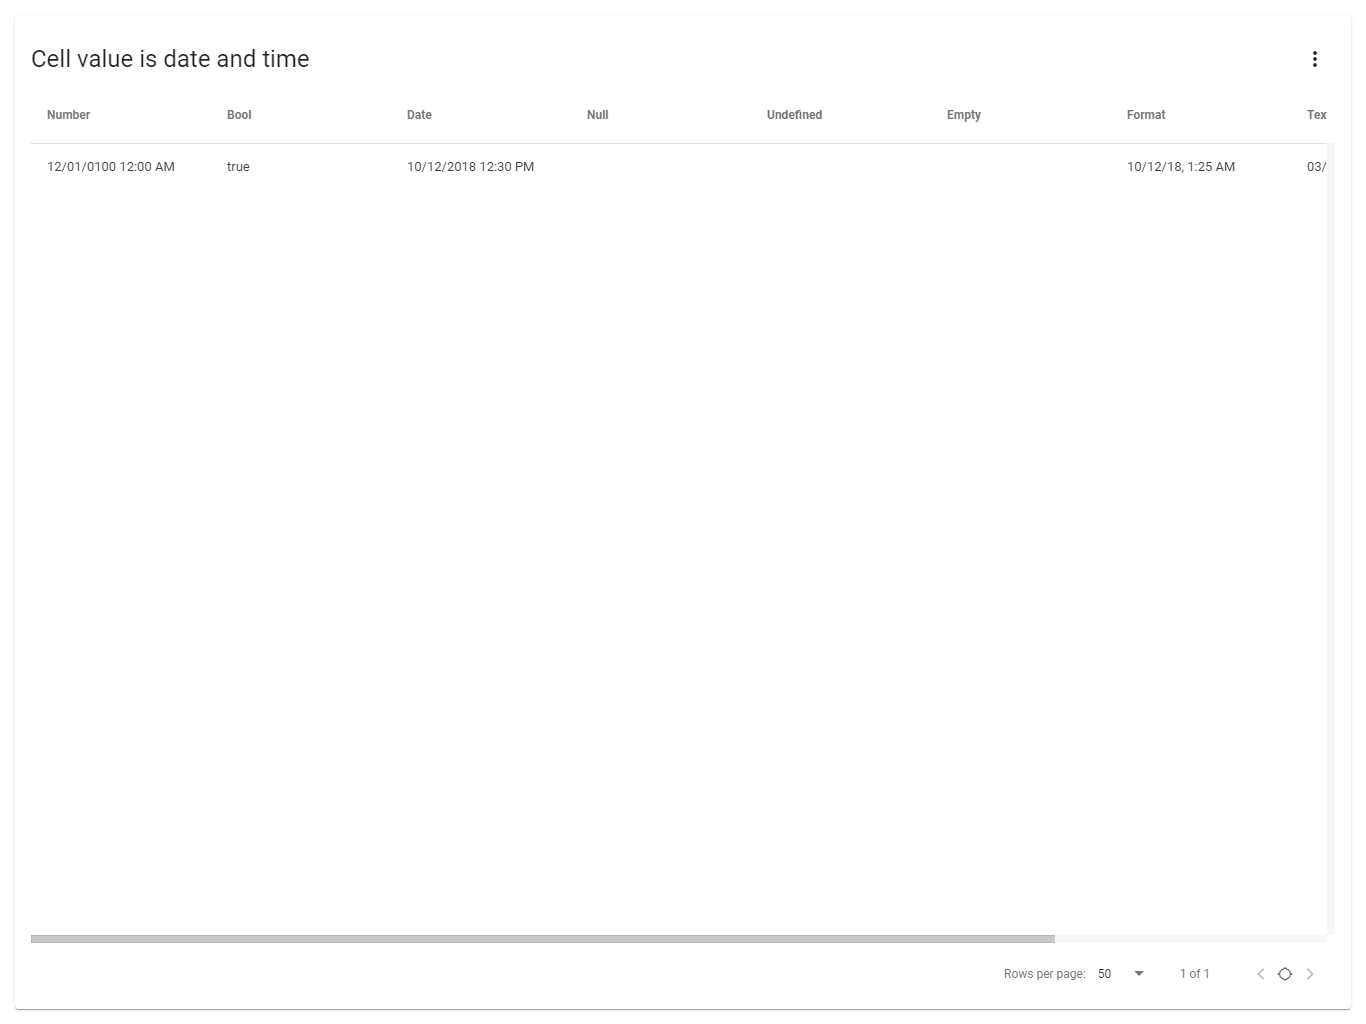 Cell value is date and time
Number Bool Date Null Undefined Empty Format Tex
12/01/0100 12:00 AM true 10/12/2018 12:30 PM 10/12/18, 1:25 AM 03/
Rows per page: 50 1 of 1